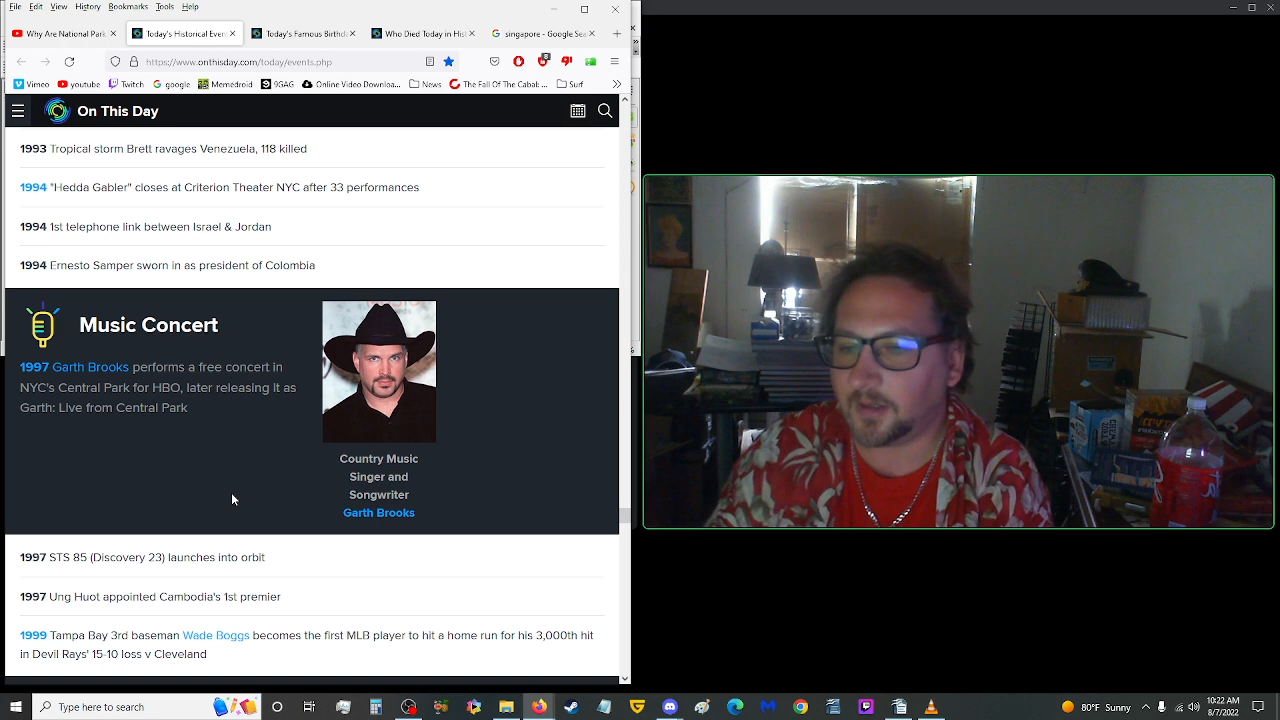 File Edit View History Bookmarks Tools Help
Why Are National Park
Today's Historical Even
Today's Famous Birthda
Who Died Today in His
singapore - Google Sea
https://www.onthisday.com/today/events.php
Vimeo youtube Twitch google Memedroid 9GAG Online Video Downloa... News The Fall Of The Cabal ... Surf
On This Day
1993 Tropical storm Brett ravages Venezuela, 118 killed
1994 "Hedda Gabler" closes at Criterion Theater NYC after 33 performances
1994 1st telephone link between Israel & Jordan
1994 Ernesto Samper sworn in as president of Colombia
Music Concert
1997 Garth Brooks performs a free concert in
NYC's Central Park for HBO, later releasing it as
Garth: Live from Central Park
Country Music
Singer and
Songwriter
Garth Brooks
1997 STS 85 (Discovery 23) launches into orbit
1997 Ung Huot appointed Cambodia's 1st premier
1999 Tampa Bay 3rd baseman Wade Boggs becomes the first MLB player to hit a home run for his 3,000th hit
in Devil Rays' 15-10 loss v Cleveland
Type here to search
80°F Sunny
10:22 AM
8/7/2022